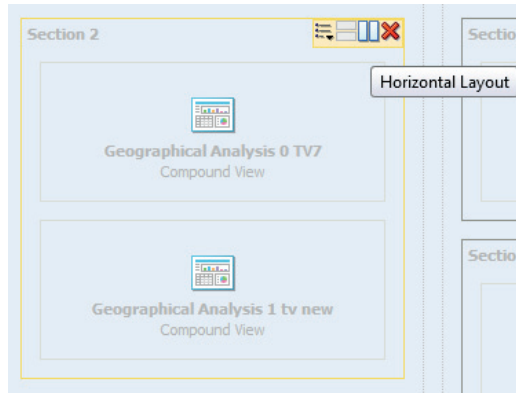 Section 2
Sectio
Horizontal Layout
Geographical Analysis 0 TV7
Compound View
Sectio
Geographical Analysis 1 tv new
Compound View